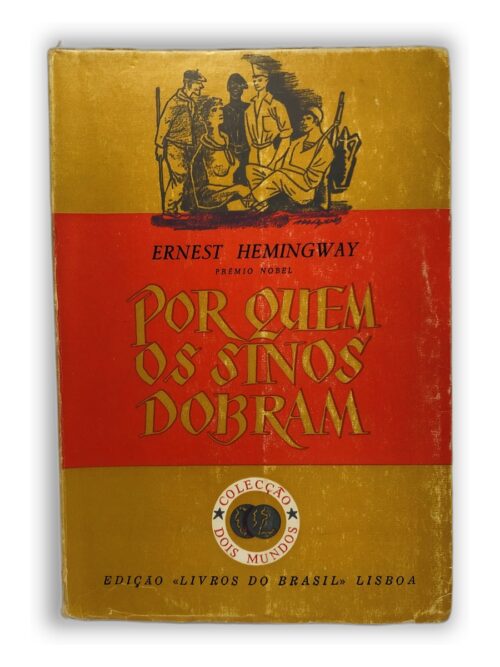 ERNEST HEMINGWAY
PRÉMIO NOBEL
POR QUEM
OS SINOS
DOBRAM
COLECÇÃO
DOIS MUNDOS
EDIÇÃO «LIVROS DO BRASIL» LISBOA